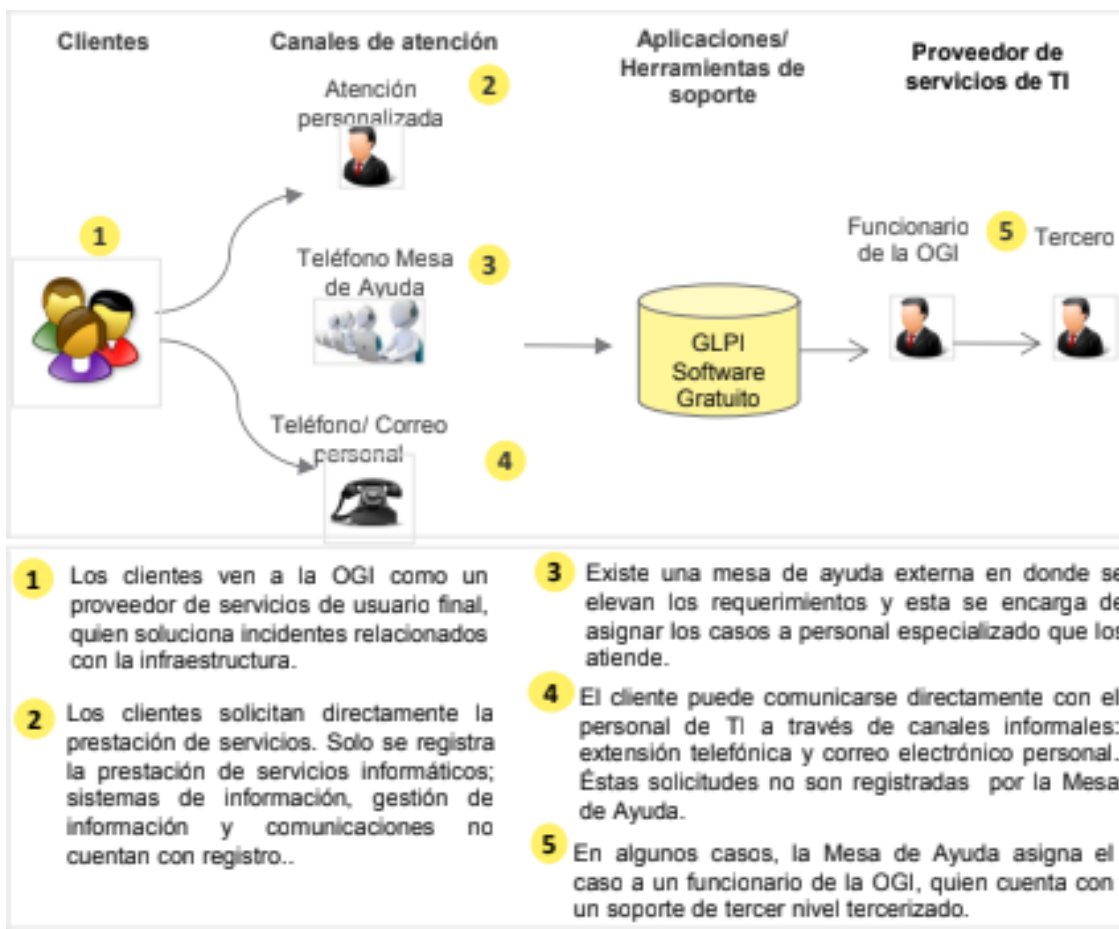 Clientes
Canales de atención
Aplicaciones/
Herramientas de
soporte
Proveedor de
servicios de TI
Atención
personalizada
2
1
Teléfono Mesa
de Ayuda
3
Teléfono/ Correo
personal
4
GLPI
Software
Gratuito
Funcionario
de la OGI
5
Tercero
1
Los clientes ven a la OGI como un
proveedor de servicios de usuario final,
quien soluciona incidentes relacionados
con la infraestructura.
2
Los clientes solicitan directamente la
prestación de servicios. Solo se registra
la prestación de servicios informáticos;
sistemas de información, gestión de
información y comunicaciones no
cuentan con registro..
3
Existe una mesa de ayuda externa en donde se
elevan los requerimientos y esta se encarga de
asignar los casos a personal especializado que los
atiende.
4
El cliente puede comunicarse directamente con el
personal de TI a través de canales informales:
extensión telefónica y correo electrónico personal.
Éstas solicitudes no son registradas por la Mesa
de Ayuda.
5
En algunos casos, la Mesa de Ayuda asigna el
caso a un funcionario de la OGI, quien cuenta con
un soporte de tercer nivel tercerizado.